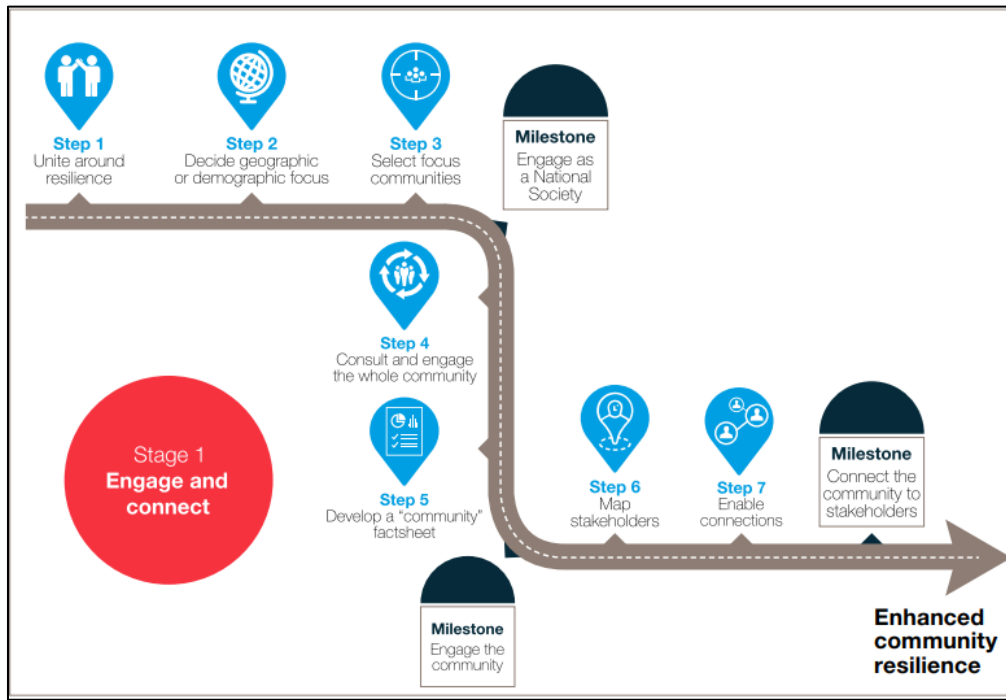 Step 1
Unite around
resilience
Step 2
Decide geographic
or demographic focus
Step 3
Select focus
communities
Milestone
Engage as
a National
Society
Step 4
Consult and engage
the whole community
Stage 1
Engage and
connect
Step 5
Develop a “community”
factsheet
Step 6
Map
stakeholders
Step 7
Enable
connections
Milestone
Connect the
community to
stakeholders
Milestone
Engage the
community
Enhanced
community
resilience